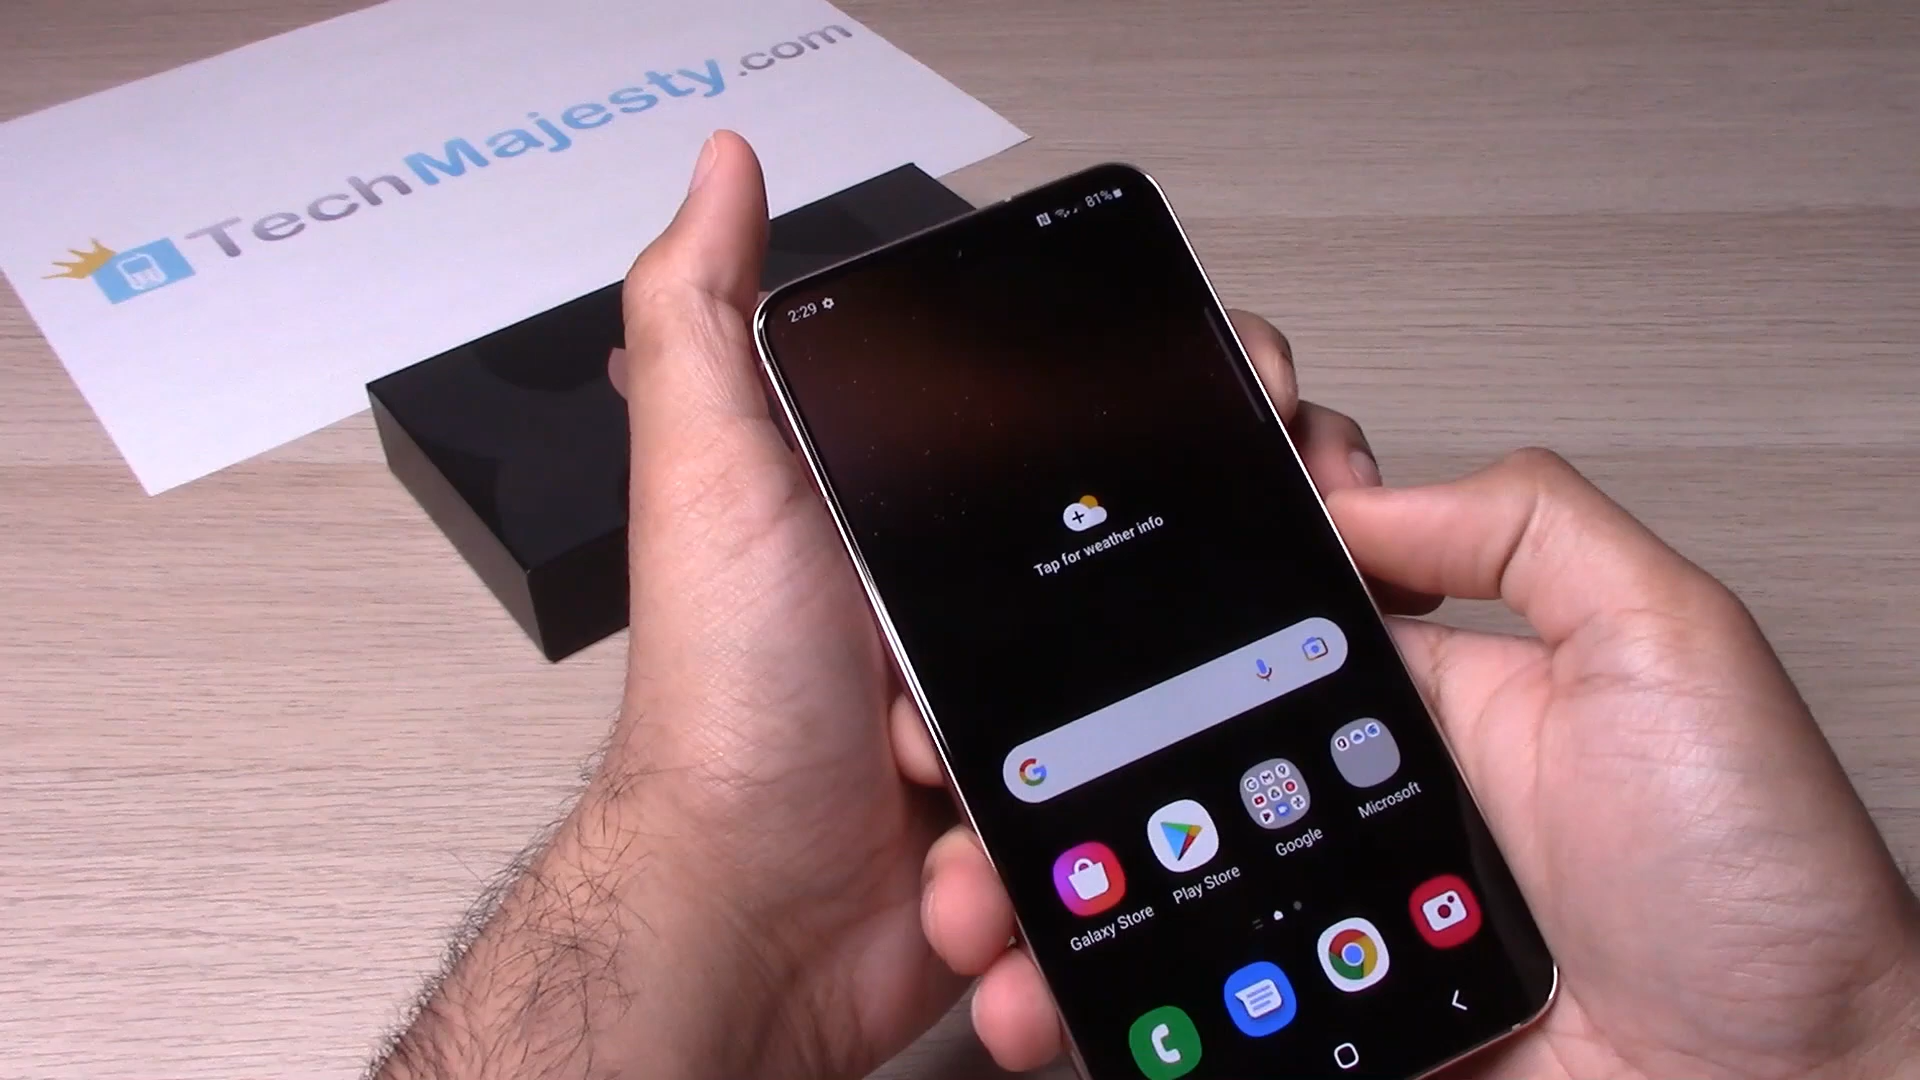 TechMajesty.com
81%
2:29
Tap for weather info
Galaxy Store
Play Store
Google
Microsoft